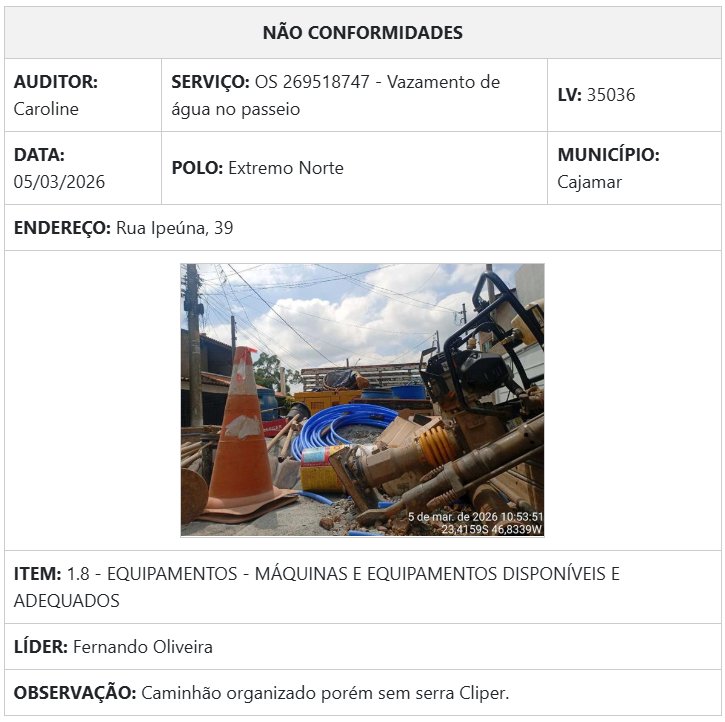 NÃO CONFORMIDADES
AUDITOR:
Caroline
SERVIÇO: OS 269518747 - Vazamento de
água no passeio
LV: 35036
DATA:
05/03/2026
POLO: Extremo Norte
MUNICÍPIO:
Cajamar
ENDEREÇO: Rua Ipeúna, 39
5 de mar. de 2026 10:53:51
23,4159S 46,8339W
ITEM: 1.8 - EQUIPAMENTOS - MÁQUINAS E EQUIPAMENTOS DISPONÍVEIS E
ADEQUADOS
LÍDER: Fernando Oliveira
OBSERVAÇÃO: Caminhão organizado porém sem serra Cliper.